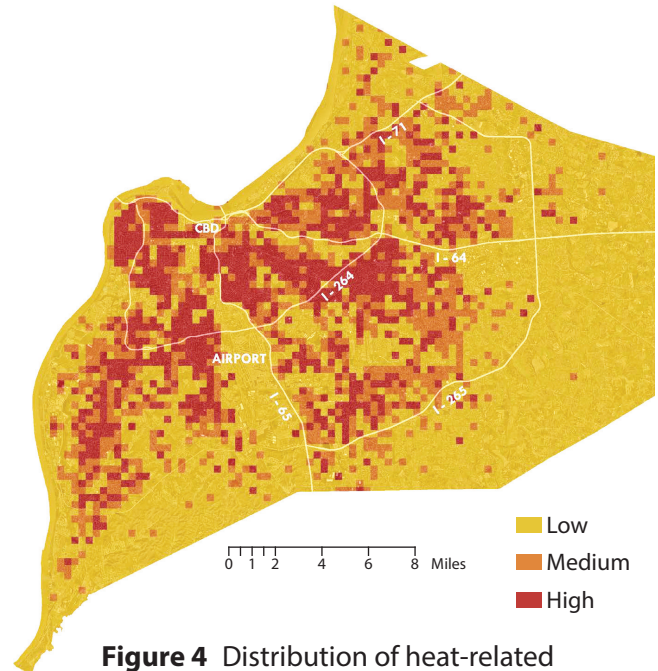 I - 71
CBD
I - 64
I - 264
AIRPORT
I - 65
I - 265
Low
0 1 2 4 6 8 Miles
Medium
High
Figure 4 Distribution of heat-related